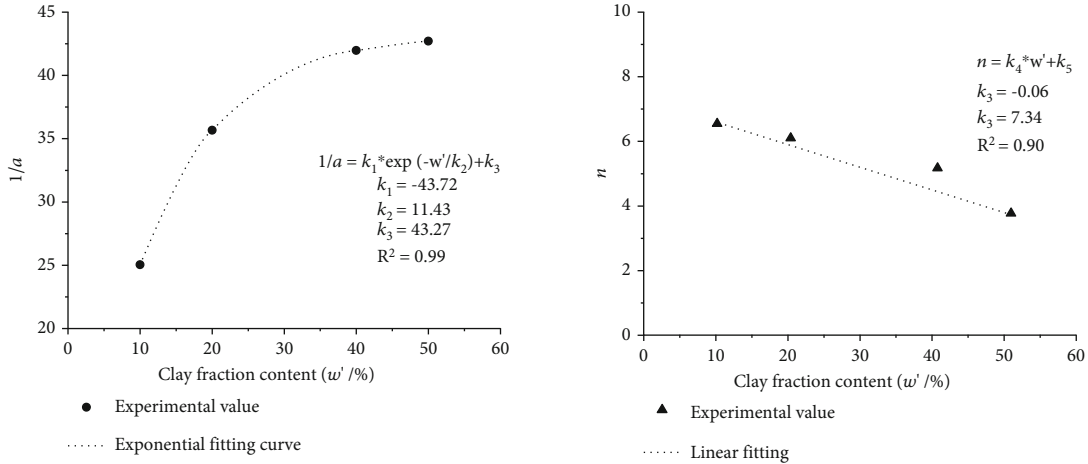 45
40
35
30
25
20
1/a
1/a = k₁*exp (-w'/k₂)+k₃
k₁ = -43.72
k₂ = 11.43
k₃ = 43.27
R² = 0.99
0 10 20 30 40 50 60
Clay fraction content (w' /%)
Experimental value
Exponential fitting curve
10
8
6
4
2
0
n
n = k₄*w'+k₅
k₃ = -0.06
k₃ = 7.34
R² = 0.90
0 10 20 30 40 50 60
Clay fraction content (w' /%)
Experimental value
Linear fitting